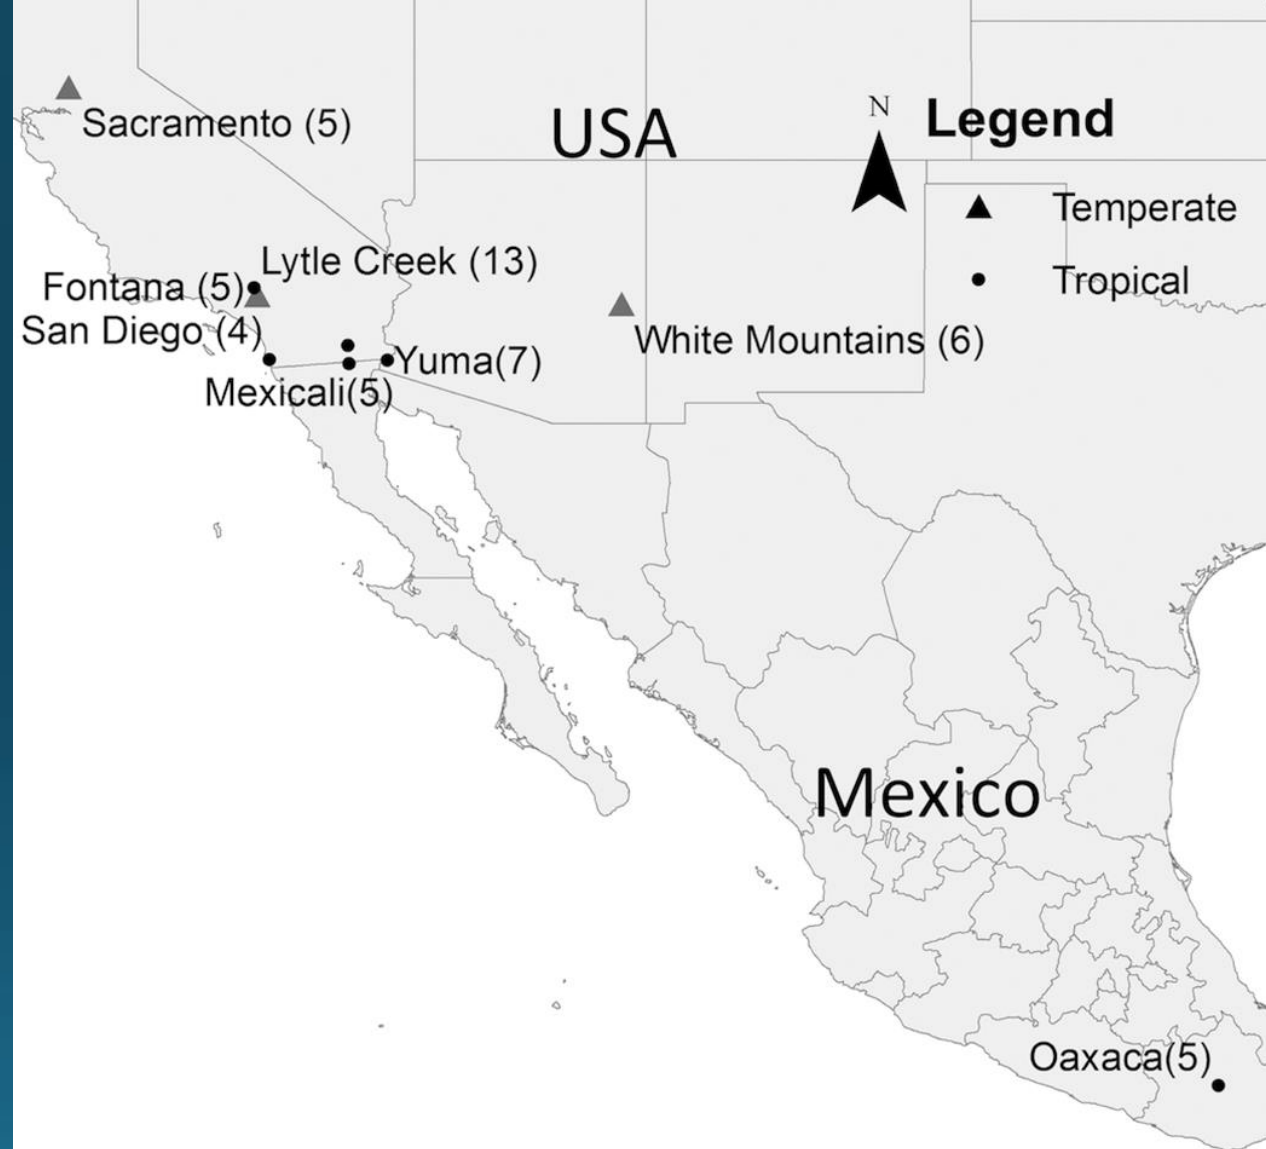 N
Legend
USA
Sacramento (5)
Temperate
Tropical
Lytle Creek (13)
Fontana (5)
San Diego (4)
White Mountains (6)
Yuma(7)
Mexicali(5)
Mexico
Oaxaca(5)